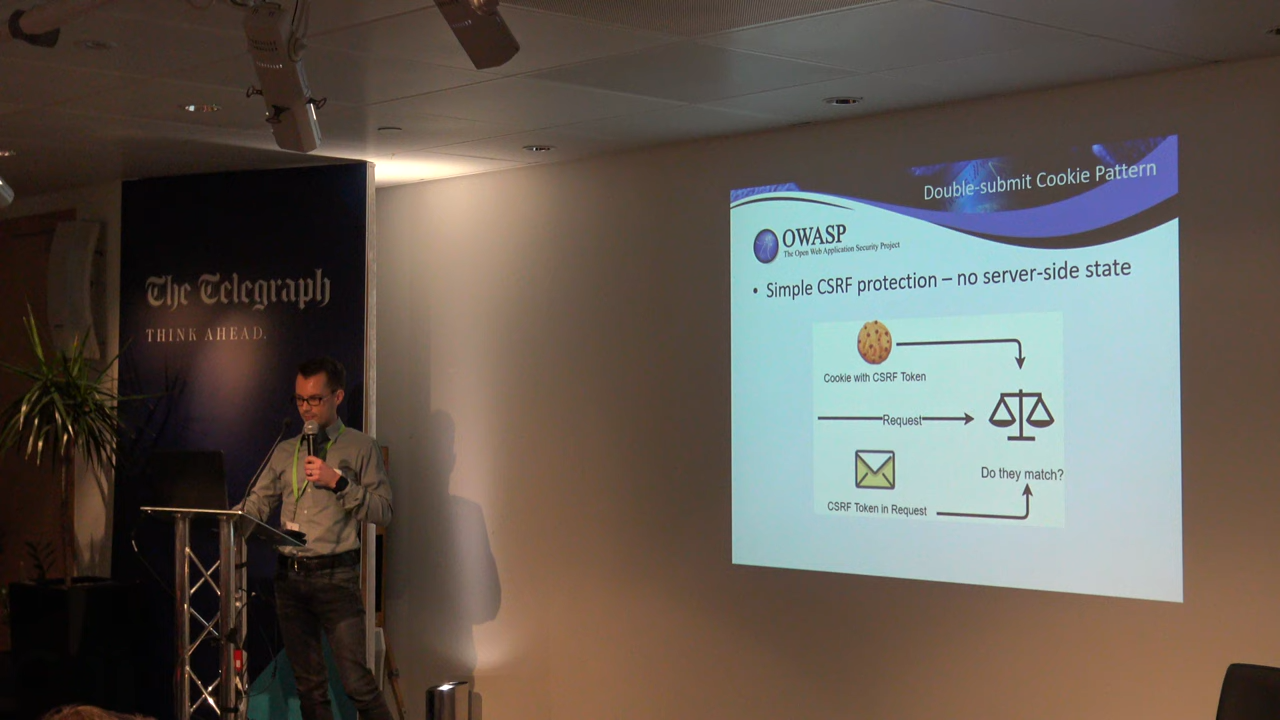 The Telegraph
THINK AHEAD.
Double-submit Cookie Pattern
OWASP
The Open Web Application Security Project
• Simple CSRF protection – no server-side state
Cookie with CSRF Token
Request
Do they match?
CSRF Token in Request